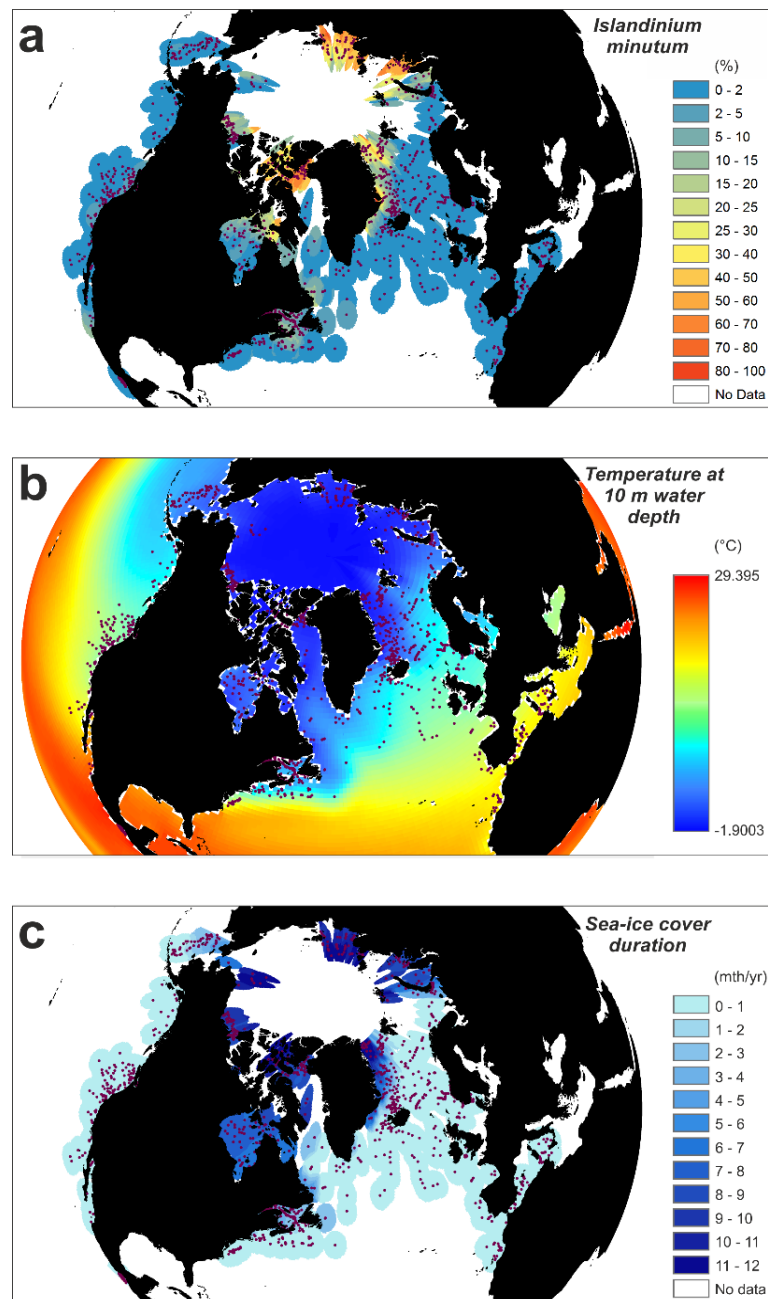 a
Islandinium
minutum
(%)
0 - 2
2 - 5
5 - 10
10 - 15
15 - 20
20 - 25
25 - 30
30 - 40
40 - 50
50 - 60
60 - 70
70 - 80
80 - 100
No Data
b
Temperature at
10 m water
depth
(°C)
29.395
-1.9003
c
Sea-ice cover
duration
(mth/yr)
0 - 1
1 - 2
2 - 3
3 - 4
4 - 5
5 - 6
6 - 7
7 - 8
8 - 9
9 - 10
10 - 11
11 - 12
No data